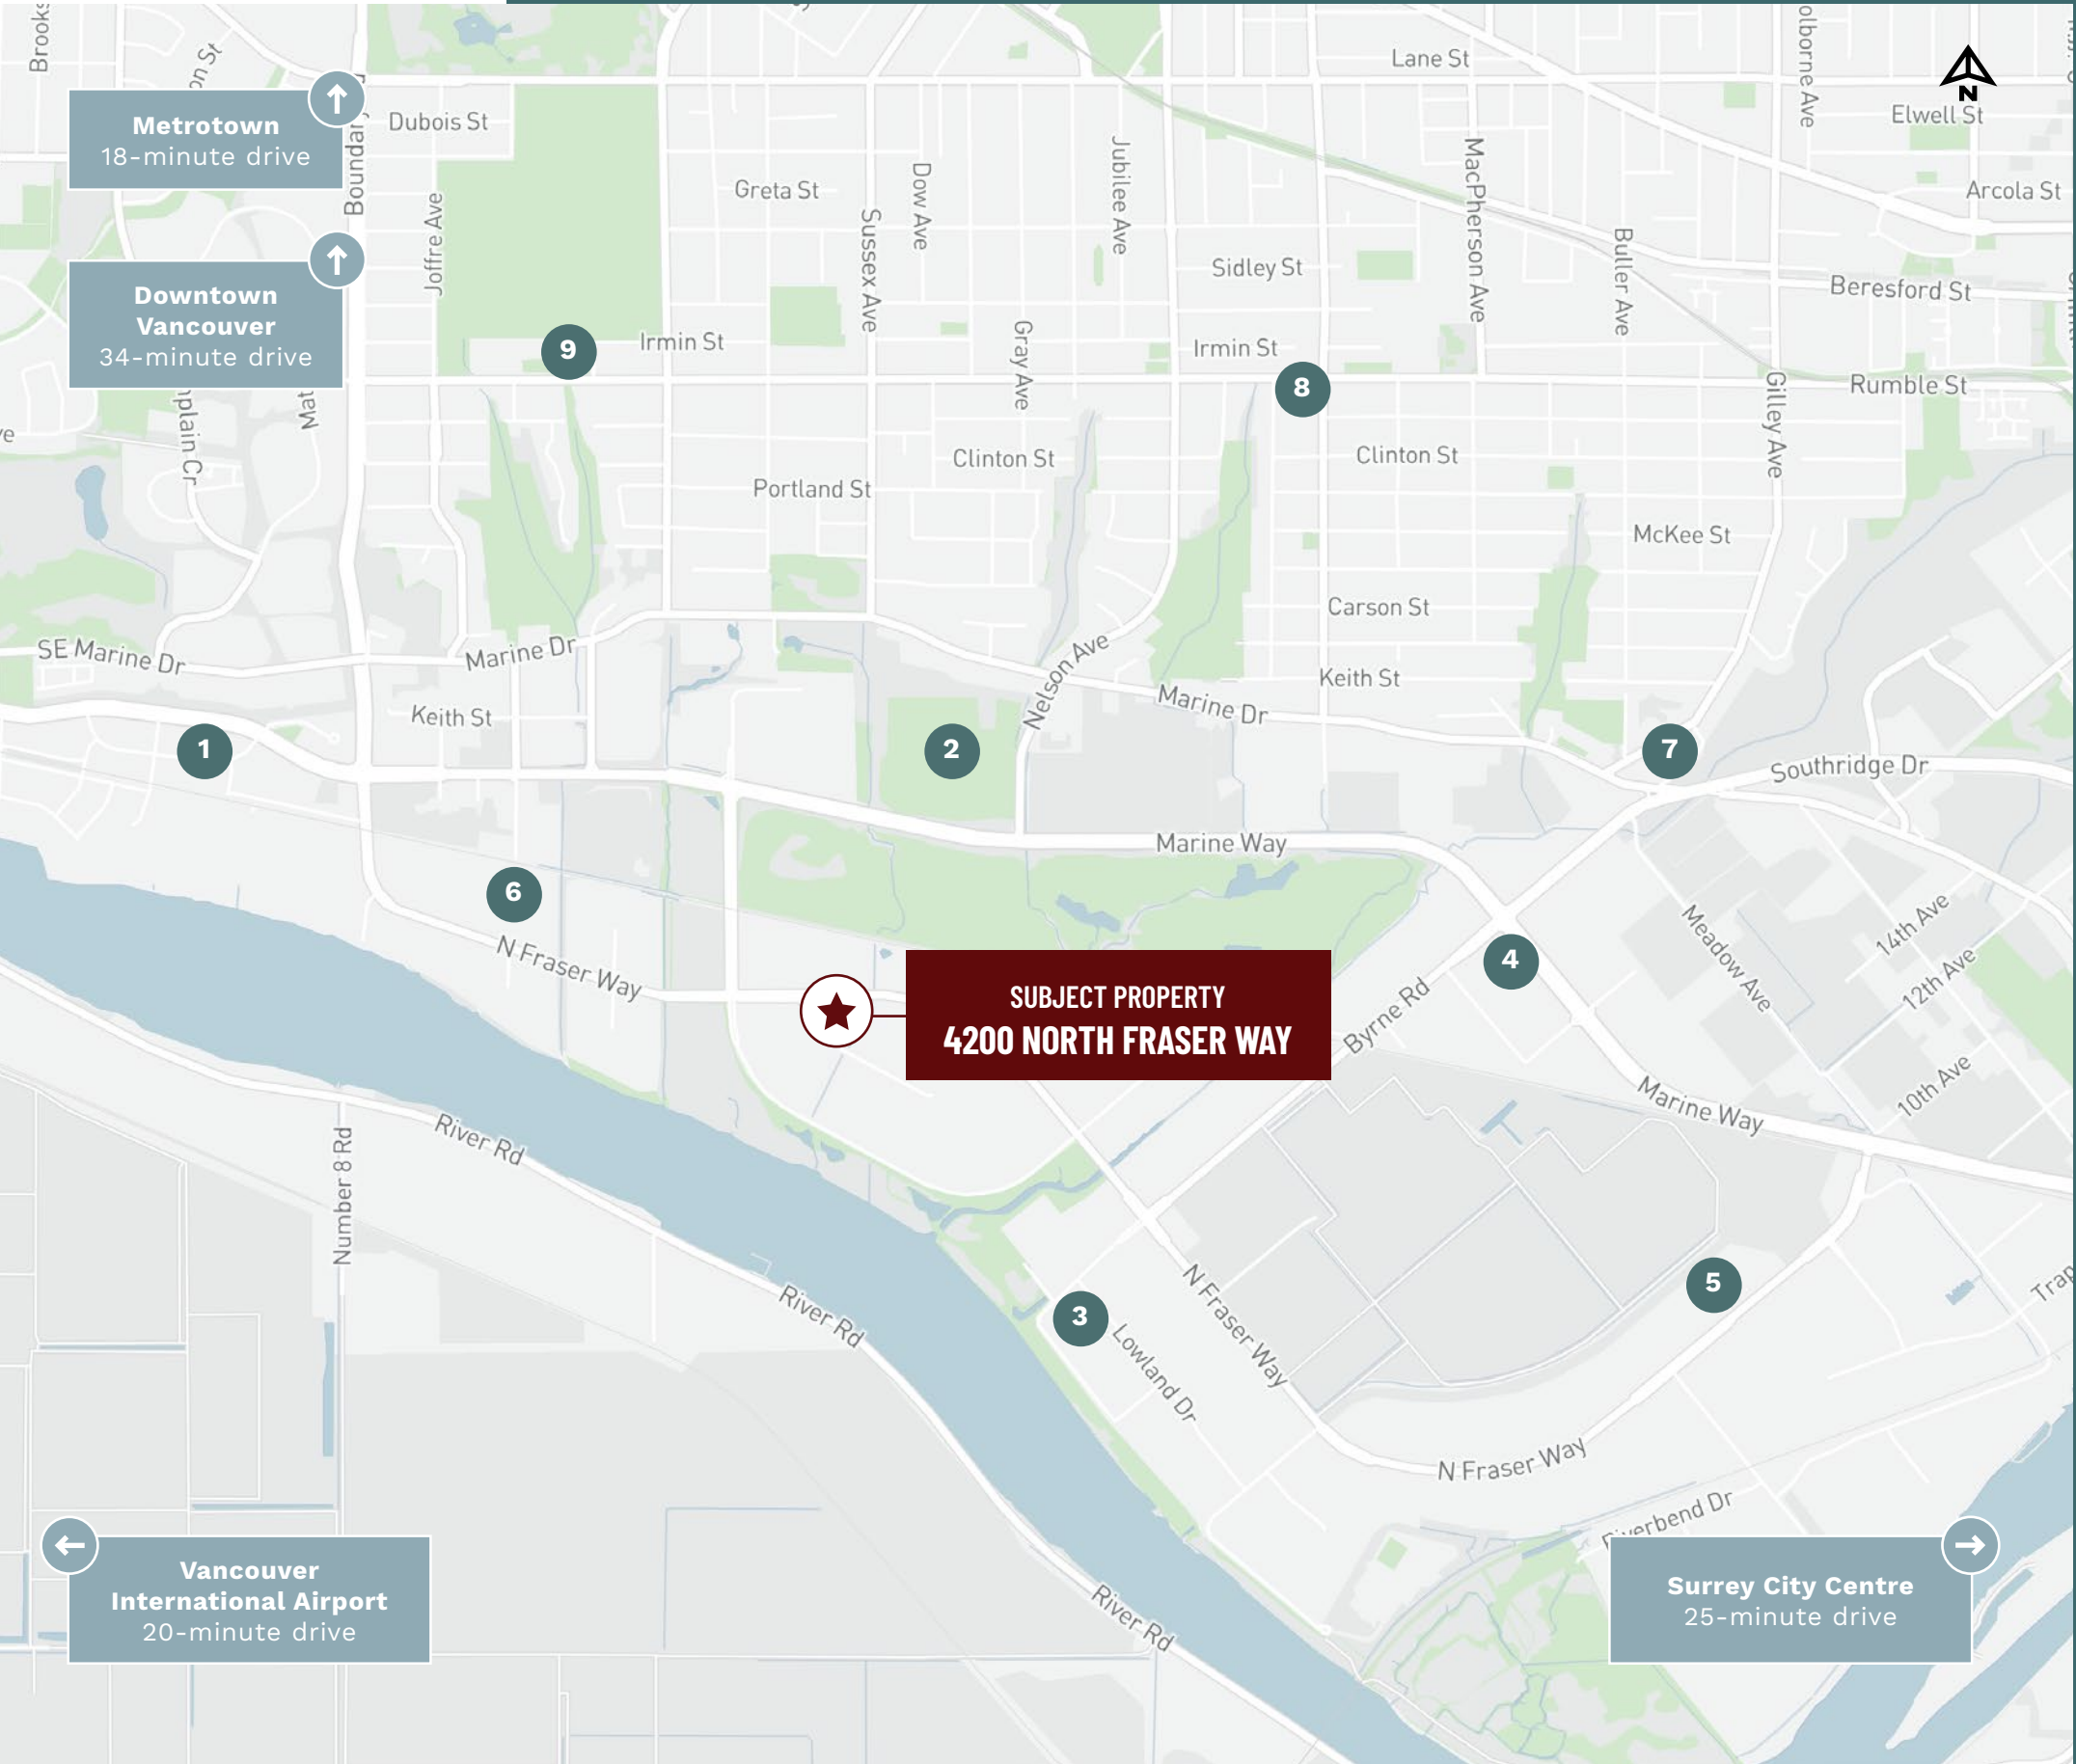 Lane St
N
Elwell St
Metrotown
18-minute drive
Dubois St
Greta St
Joffre Ave
Sussex Ave
Dow Ave
Jubilee Ave
MacPherson Ave
Buller Ave
Arcola St
Sidley St
Beresford St
Downtown
Vancouver
34-minute drive
9
Irmin St
Gray Ave
Irmin St
8
Gilley Ave
Rumble St
Clinton St
Clinton St
Portland St
McKee St
Carson St
SE Marine Dr
Marine Dr
Nelson Ave
Keith St
Marine Dr
Keith St
1
2
7
Southridge Dr
Marine Way
6
N Fraser Way
4
Meadow Ave
14th Ave
12th Ave
10th Ave
SUBJECT PROPERTY
4200 NORTH FRASER WAY
Byrne Rd
Marine Way
River Rd
Number 8 Rd
River Rd
N Fraser Way
3
Lowland Dr
5
N Fraser Way
Riverbend Dr
Vancouver
International Airport
20-minute drive
River Rd
Surrey City Centre
25-minute drive